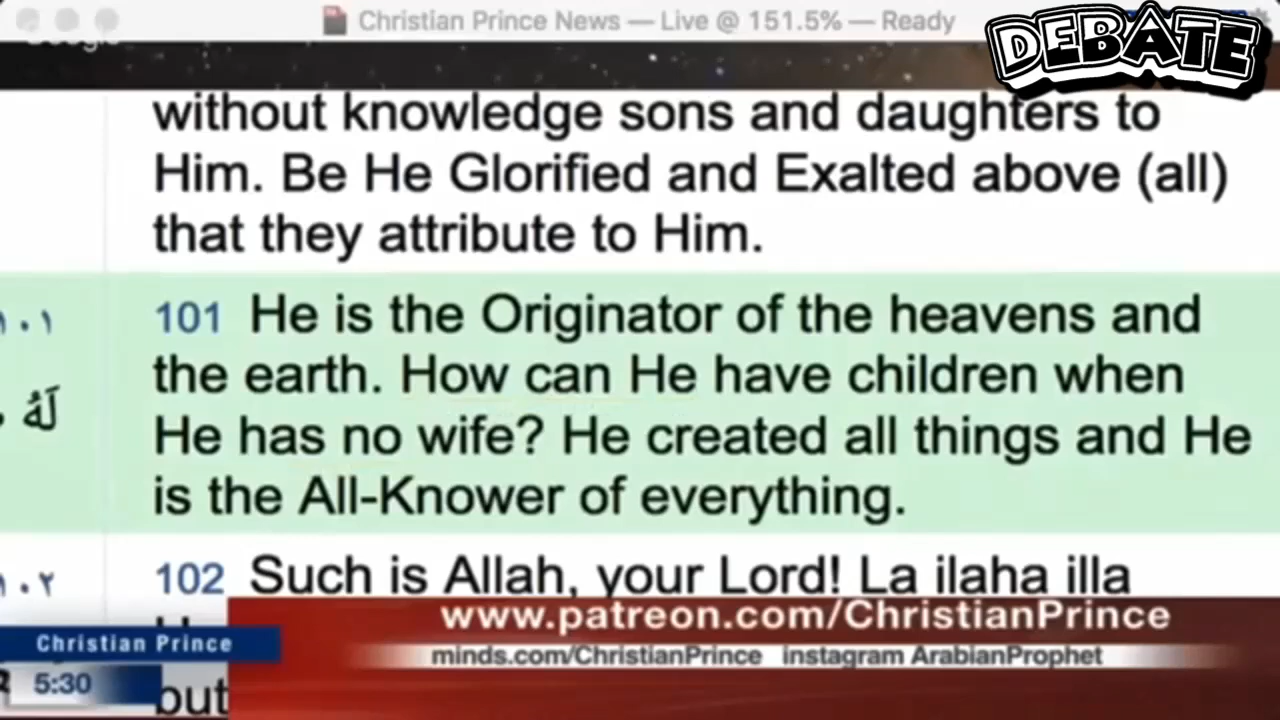 Christian Prince News — Live @ 151.5% — Ready
DEBATE
Google
without knowledge sons and daughters to
Him. Be He Glorified and Exalted above (all)
that they attribute to Him.
١٠١
101 He is the Originator of the heavens and
the earth. How can He have children when
لَهُ
He has no wife? He created all things and He
is the All-Knower of everything.
١٠٢
102 Such is Allah, your Lord! La ilaha illa
www.patreon.com/ChristianPrince
Christian Prince
minds.com/ChristianPrince instagram ArabianProphet
5:30
but